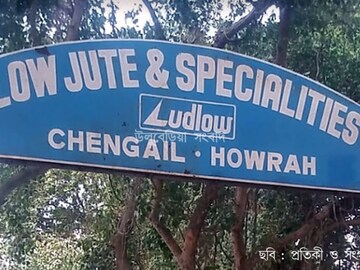 LOW JUTE & SPECIALITIES
Ludlow
উলুবেড়িয়া সংবাদ
CHENGAIL · HOWRAH
ছবি : প্রতিকী ও